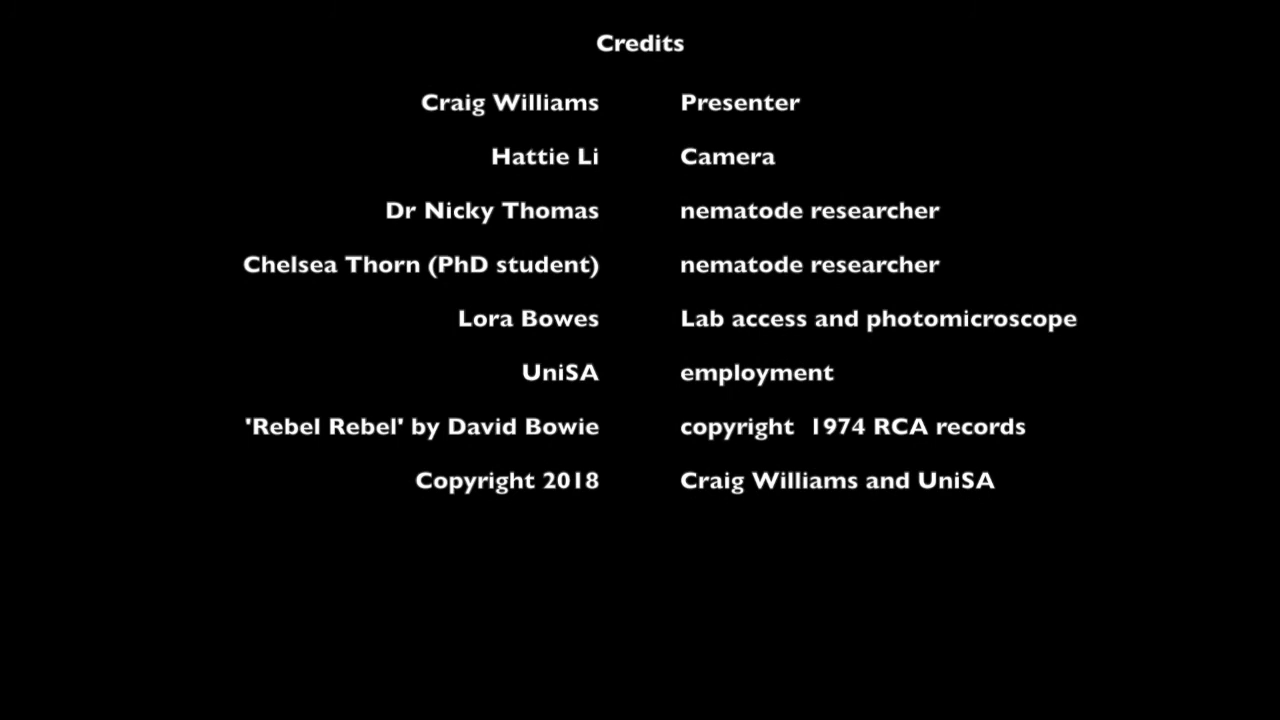 Credits
Craig Williams Presenter
Hattie Li Camera
Dr Nicky Thomas nematode researcher
Chelsea Thorn (PhD student) nematode researcher
Lora Bowes Lab access and photomicroscope
UniSA employment
'Rebel Rebel' by David Bowie copyright  1974 RCA records
Copyright 2018 Craig Williams and UniSA